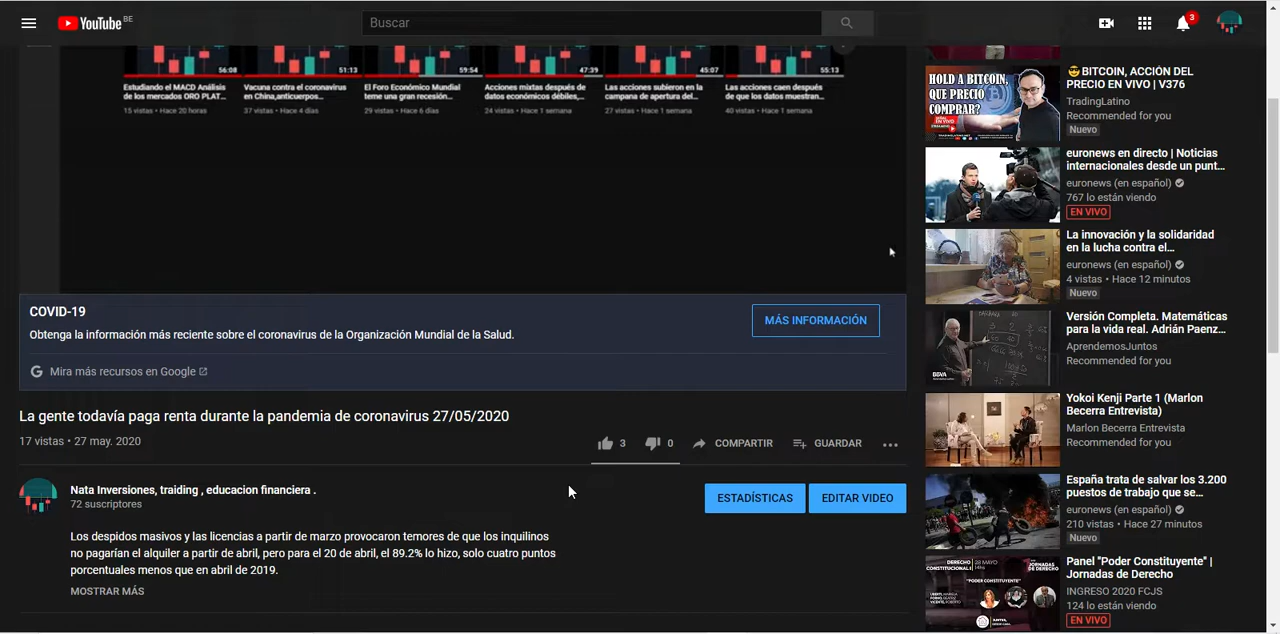 YouTube BE
Buscar
3
56:08
51:13
59:54
47:39
45:07
55:13
Estudiando el MACD Análisis
de los mercados ORO PLAT...
15 vistas • Hace 20 horas
Vacuna contra el coronavirus
en China,anticuerpos...
37 vistas • Hace 4 días
El Foro Económico Mundial
teme una gran recesión...
29 vistas • Hace 6 días
Acciones mixtas después de
datos económicos débiles,...
24 vistas • Hace 1 semana
Las acciones subieron en la
campana de apertura del...
27 vistas • Hace 1 semana
Las acciones caen después
de que los datos muestran...
40 vistas • Hace 1 semana
COVID-19
Obtenga la información más reciente sobre el coronavirus de la Organización Mundial de la Salud.
MÁS INFORMACIÓN
Mira más recursos en Google
La gente todavía paga renta durante la pandemia de coronavirus 27/05/2020
17 vistas • 27 may. 2020
3
0
COMPARTIR
GUARDAR
Nata Inversiones, traiding , educacion financiera .
72 suscriptores
ESTADÍSTICAS
EDITAR VIDEO
Los despidos masivos y las licencias a partir de marzo provocaron temores de que los inquilinos
no pagarían el alquiler a partir de abril, pero para el 20 de abril, el 89.2% lo hizo, solo cuatro puntos
porcentuales menos que en abril de 2019.
MOSTRAR MÁS
HOLD A BITCOIN,
QUE PRECIO
COMPRAR?
BITCOIN, ACCIÓN DEL
PRECIO EN VIVO | V376
TradingLatino
Recommended for you
Nuevo
euronews en directo | Noticias
internacionales desde un punt...
euronews (en español)
767 lo están viendo
EN VIVO
La innovación y la solidaridad
en la lucha contra el...
euronews (en español)
4 vistas • Hace 12 minutos
Nuevo
BBVA
Versión Completa. Matemáticas
para la vida real. Adrián Paenz...
AprendemosJuntos
Recommended for you
Yokoi Kenji Parte 1 (Marlon
Becerra Entrevista)
Marlon Becerra Entrevista
Recommended for you
España trata de salvar los 3.200
puestos de trabajo que se...
euronews (en español)
210 vistas • Hace 27 minutos
Nuevo
DERECHO
CONSTITUCIONAL I
28 MAYO
JORNADAS
DE DERECHO
"PODER CONSTITUYENTE"
Panel "Poder Constituyente" |
Jornadas de Derecho
INGRESO 2020 FCJS
124 lo están viendo
EN VIVO